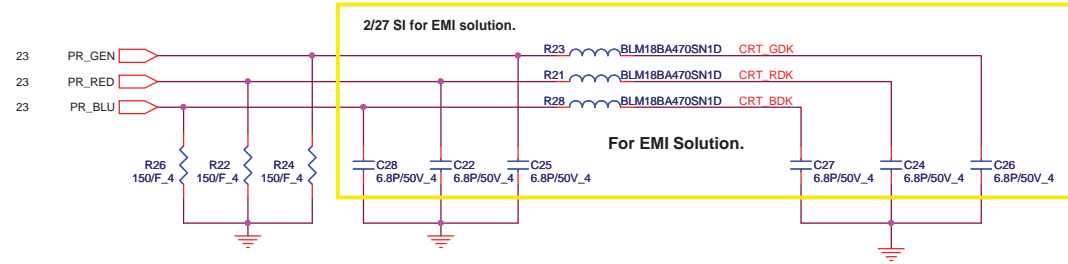 2/27 SI for EMI solution.
23 PR_GEN R23 BLM18BA470SN1D CRT_GDK
23 PR_RED R21 BLM18BA470SN1D CRT_RDK
23 PR_BLU R28 BLM18BA470SN1D CRT_BDK
For EMI Solution.
R26 R22 R24 C28 C22 C25 C27 C24 C26
150/F_4 150/F_4 150/F_4 6.8P/50V_4 6.8P/50V_4 6.8P/50V_4 6.8P/50V_4 6.8P/50V_4 6.8P/50V_4